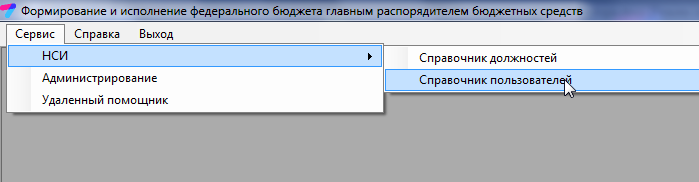 Формирование и исполнение федерального бюджета главным распорядителем бюджетных средств
Сервис Справка Выход
НСИ Справочник должностей
Администрирование Справочник пользователей
Удаленный помощник